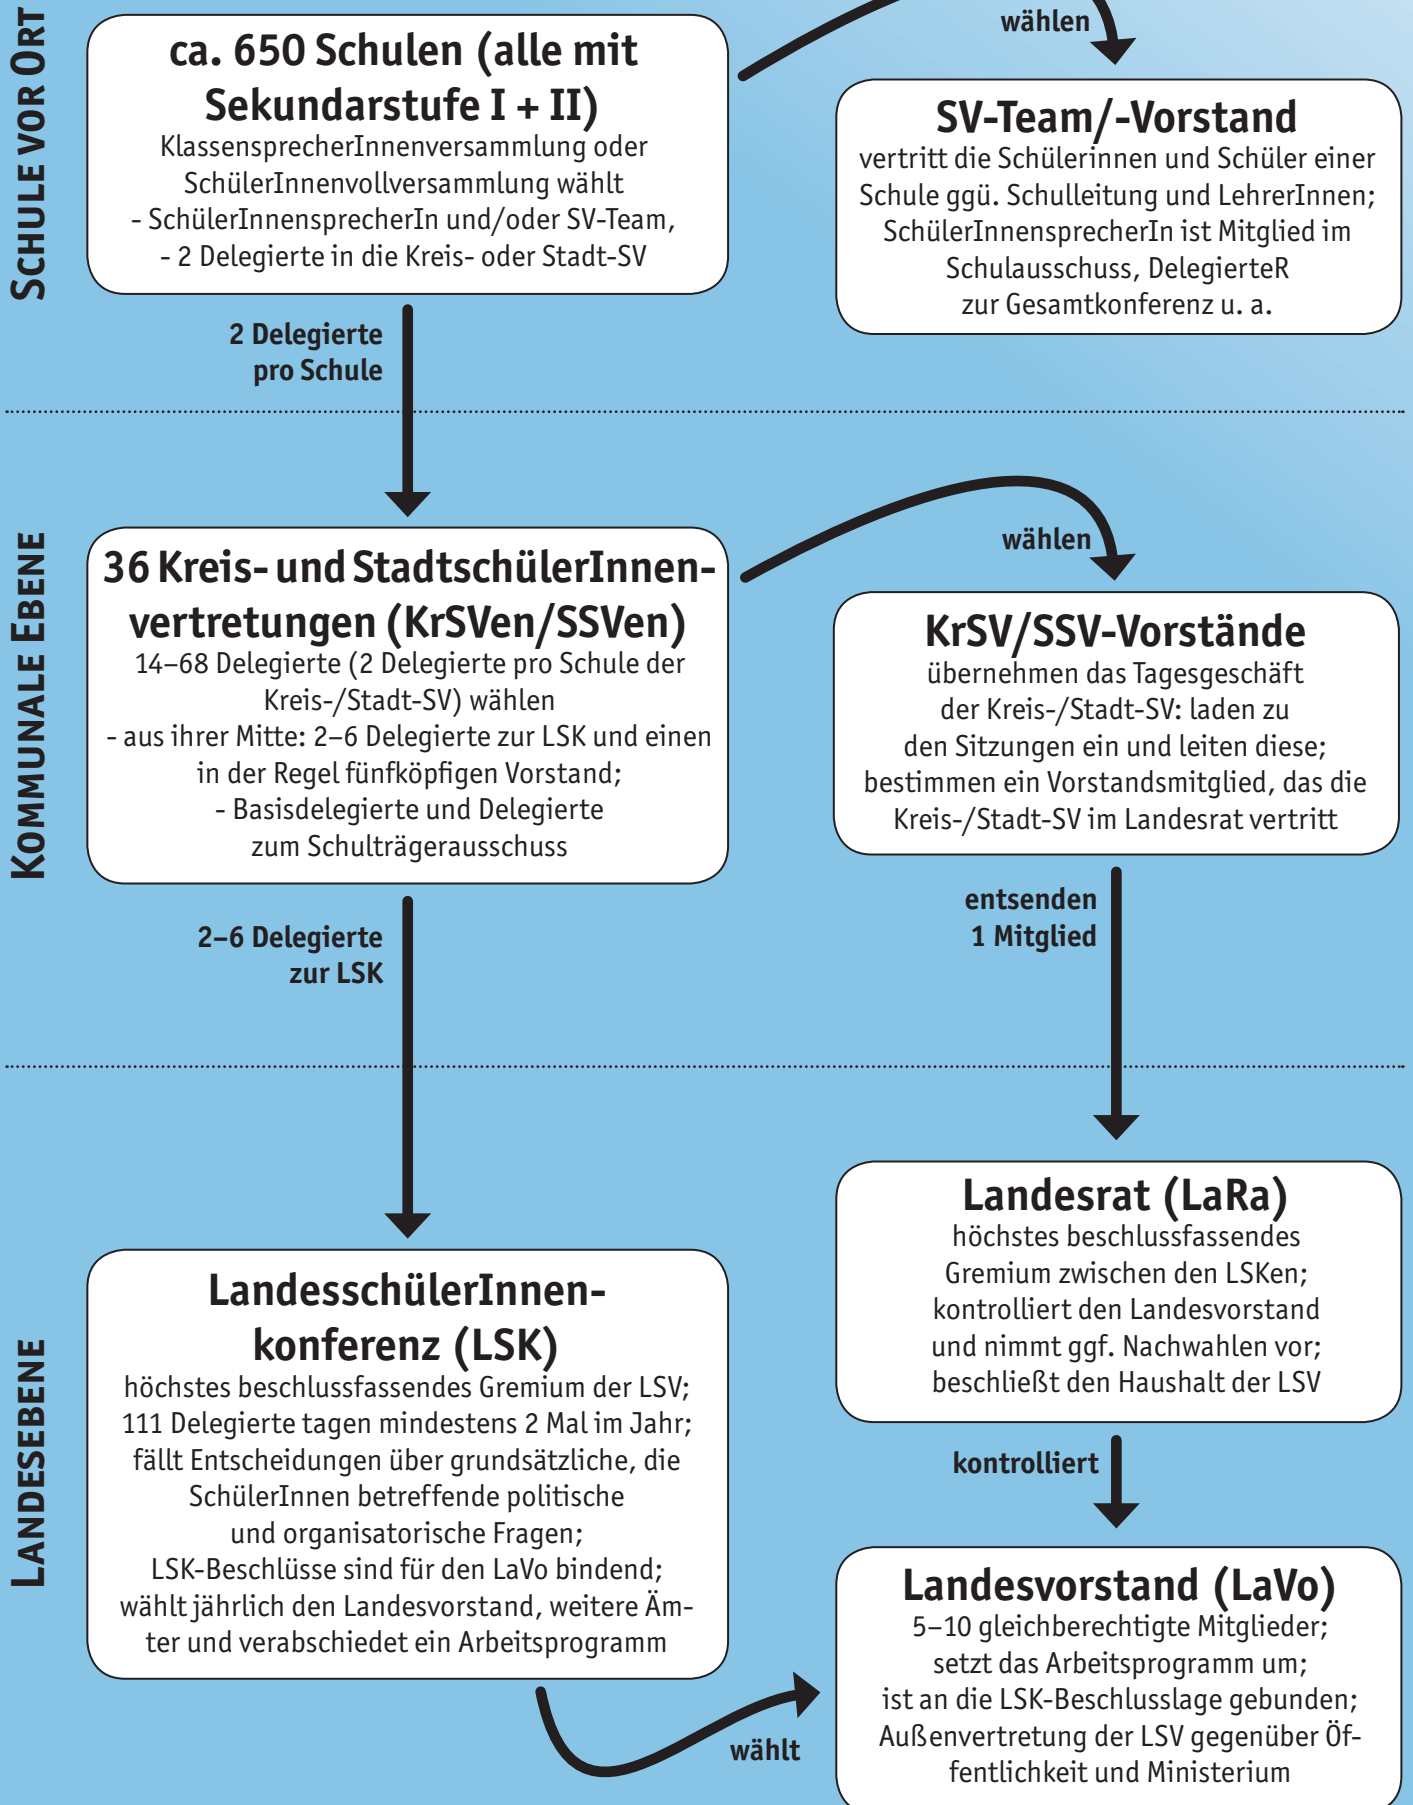 SCHULE VOR ORT
ca. 650 Schulen (alle mit
Sekundarstufe I + II)
KlassensprecherInnenversammlung oder
SchülerInnenvollversammlung wählt
- SchülerInnensprecherIn und/oder SV-Team,
- 2 Delegierte in die Kreis- oder Stadt-SV
wählen
SV-Team/-Vorstand
vertritt die Schülerinnen und Schüler einer
Schule ggü. Schulleitung und LehrerInnen;
SchülerInnensprecherIn ist Mitglied im
Schulausschuss, DelegierteR
zur Gesamtkonferenz u. a.
2 Delegierte
pro Schule
KOMMUNALE EBENE
36 Kreis- und StadtschülerInnen-
vertretungen (KrSVen/SSVen)
14–68 Delegierte (2 Delegierte pro Schule der
Kreis-/Stadt-SV) wählen
- aus ihrer Mitte: 2–6 Delegierte zur LSK und einen
in der Regel fünfköpfigen Vorstand;
- Basisdelegierte und Delegierte
zum Schulträgerausschuss
wählen
KrSV/SSV-Vorstände
übernehmen das Tagesgeschäft
der Kreis-/Stadt-SV: laden zu
den Sitzungen ein und leiten diese;
bestimmen ein Vorstandsmitglied, das die
Kreis-/Stadt-SV im Landesrat vertritt
2–6 Delegierte
zur LSK
entsenden
1 Mitglied
LANDESEBENE
LandesschülerInnen-
konferenz (LSK)
höchstes beschlussfassendes Gremium der LSV;
111 Delegierte tagen mindestens 2 Mal im Jahr;
fällt Entscheidungen über grundsätzliche, die
SchülerInnen betreffende politische
und organisatorische Fragen;
LSK-Beschlüsse sind für den LaVo bindend;
wählt jährlich den Landesvorstand, weitere Äm-
ter und verabschiedet ein Arbeitsprogramm
Landesrat (LaRa)
höchstes beschlussfassendes
Gremium zwischen den LSKen;
kontrolliert den Landesvorstand
und nimmt ggf. Nachwahlen vor;
beschließt den Haushalt der LSV
kontrolliert
wählt
Landesvorstand (LaVo)
5–10 gleichberechtigte Mitglieder;
setzt das Arbeitsprogramm um;
ist an die LSK-Beschlusslage gebunden;
Außenvertretung der LSV gegenüber Öf-
fentlichkeit und Ministerium